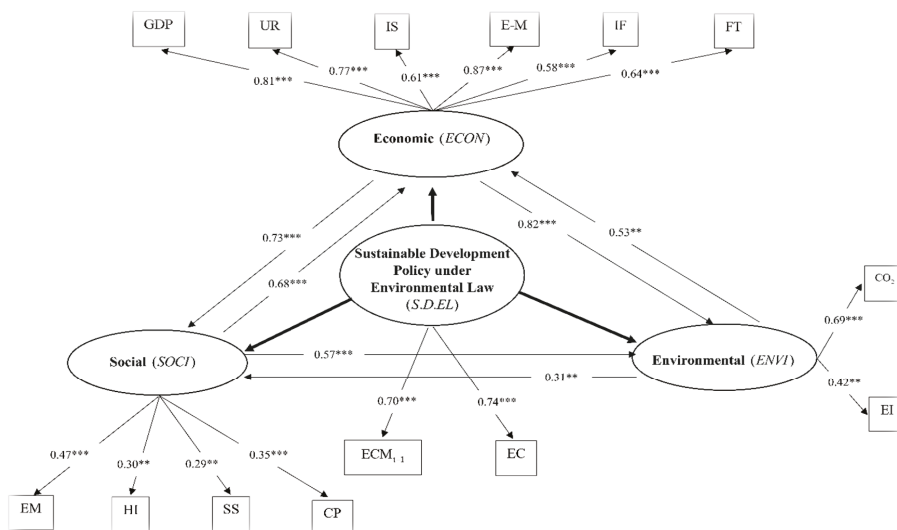 GDP UR IS E-M IF FT
0.81*** 0.77*** 0.61*** 0.87*** 0.58*** 0.64***
Economic (ECON)
0.73*** 0.68*** 0.82*** 0.53**
Sustainable Development
Policy under
Environmental Law
(S.D.EL)
CO₂
0.69***
Social (SOCI) 0.57*** Environmental (ENVI)
0.31** 0.42**
0.70*** 0.74*** EI
0.47*** 0.30** 0.29** 0.35*** ECM₁₋₁ EC
EM HI SS CP